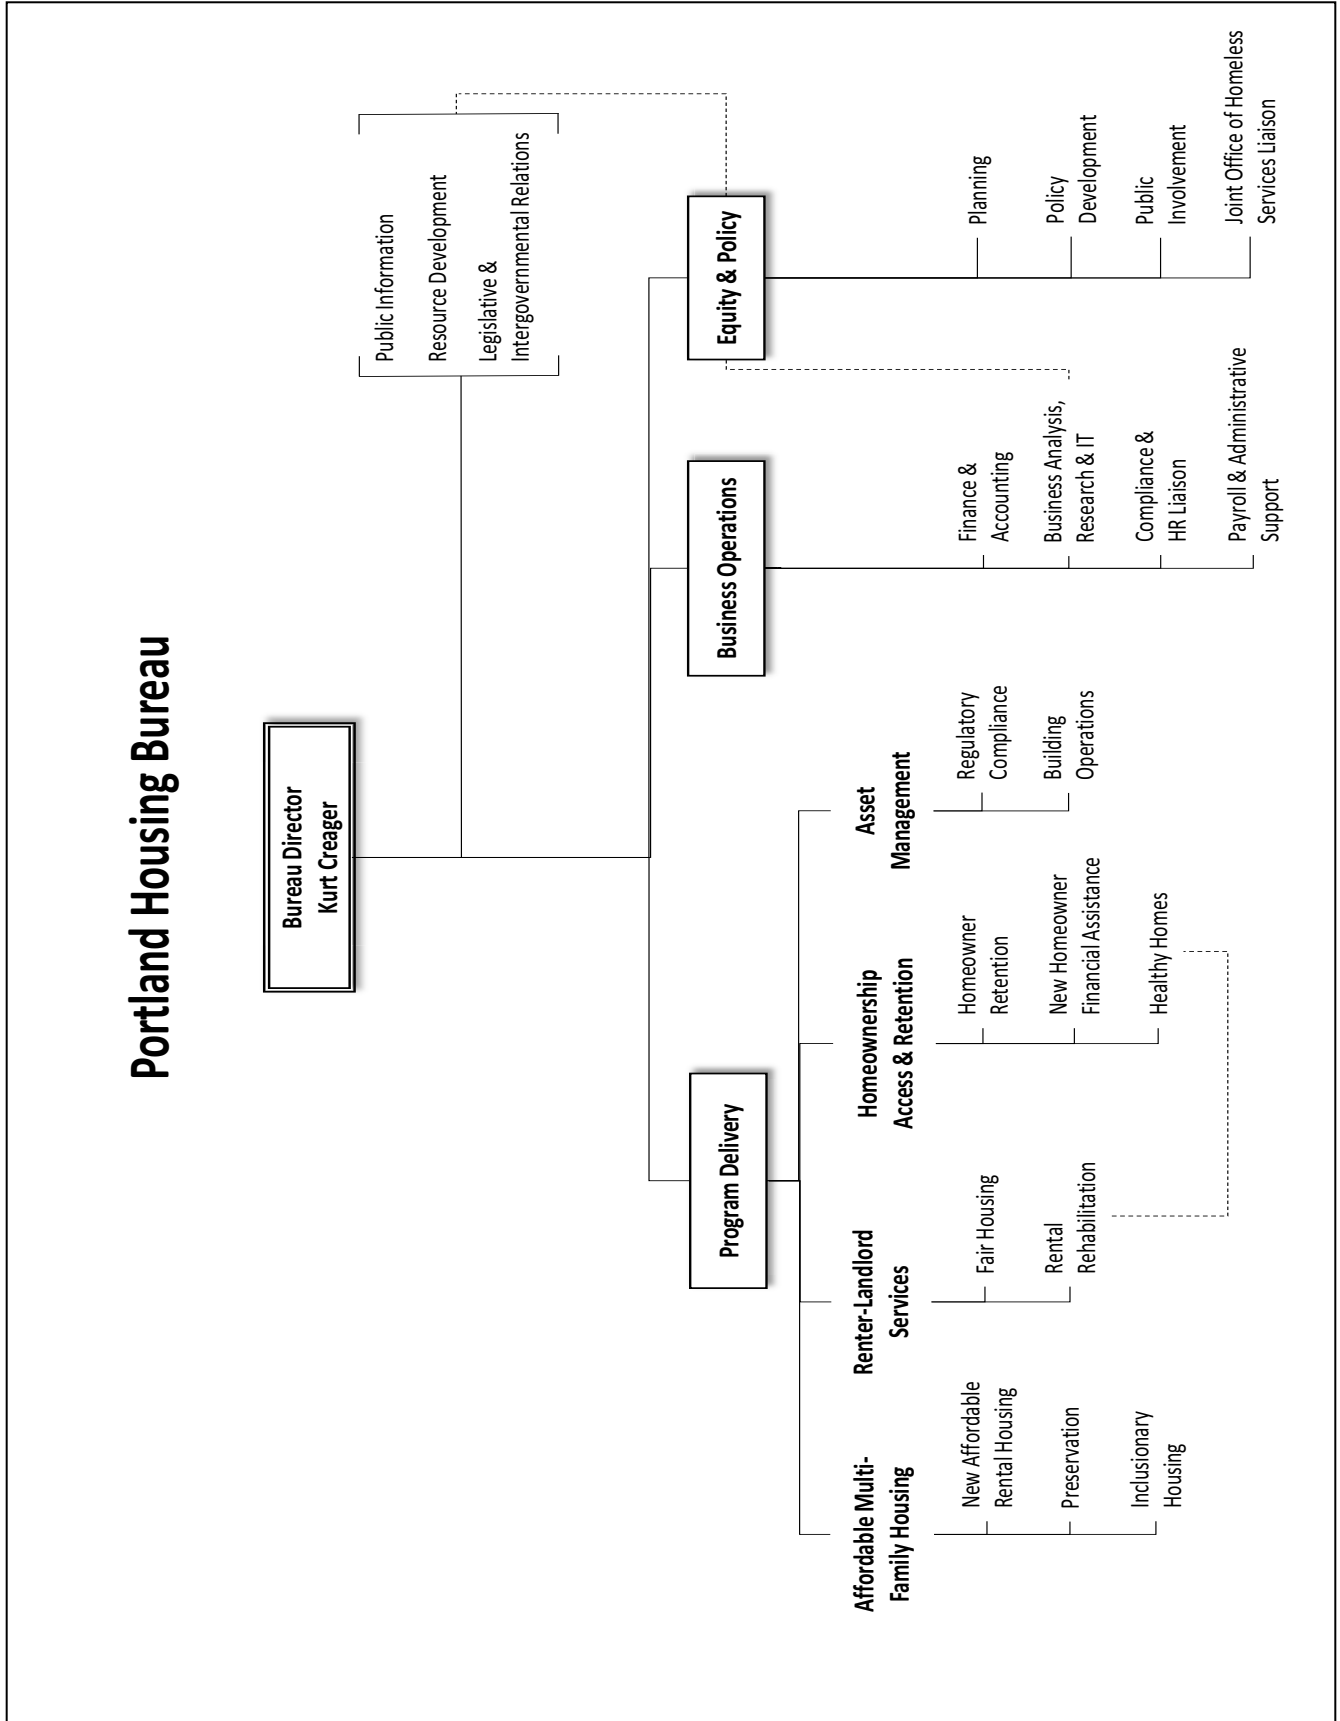 Portland Housing Bureau
Bureau Director
Kurt Creager
Public Information
Resource Development
Legislative &
Intergovernmental Relations
Program Delivery
Business Operations
Equity & Policy
Affordable Multi-
Family Housing
New Affordable
Rental Housing
Preservation
Inclusionary
Housing
Renter-Landlord
Services
Fair Housing
Rental
Rehabilitation
Homeownership
Access & Retention
Homeowner
Retention
New Homeowner
Financial Assistance
Healthy Homes
Asset
Management
Regulatory
Compliance
Building
Operations
Finance &
Accounting
Business Analysis,
Research & IT
Compliance &
HR Liaison
Payroll & Administrative
Support
Planning
Policy
Development
Public
Involvement
Joint Office of Homeless
Services Liaison